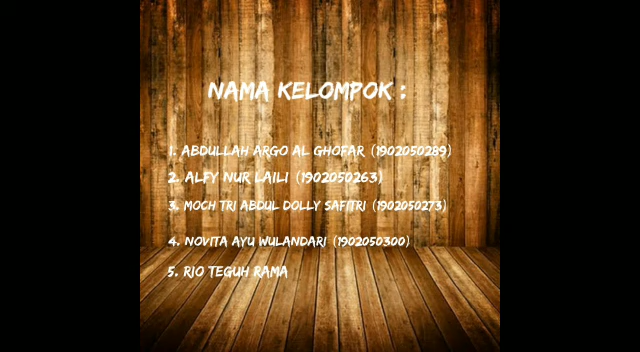 NAMA KELOMPOK :
1. ABDULLAH ARGO AL GHOFAR (1902050289)
2. ALFY NUR LAILI (1902050263)
3. MOCH TRI ABDUL DOLLY SAFITRI (1902050273)
4. NOVITA AYU WULANDARI (1902050300)
5. RIO TEGUH RAMA